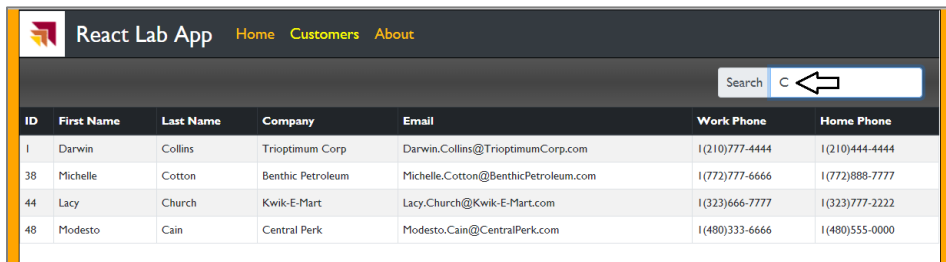 React Lab App Home Customers About
Search C
ID First Name Last Name Company Email Work Phone Home Phone
1 Darwin Collins Trioptimum Corp Darwin.Collins@TrioptimumCorp.com 1(210)777-4444 1(210)444-4444
38 Michelle Cotton Benthic Petroleum Michelle.Cotton@BenthicPetroleum.com 1(772)777-6666 1(772)888-7777
44 Lacy Church Kwik-E-Mart Lacy.Church@Kwik-E-Mart.com 1(323)666-7777 1(323)777-2222
48 Modesto Cain Central Perk Modesto.Cain@CentralPerk.com 1(480)333-6666 1(480)555-0000